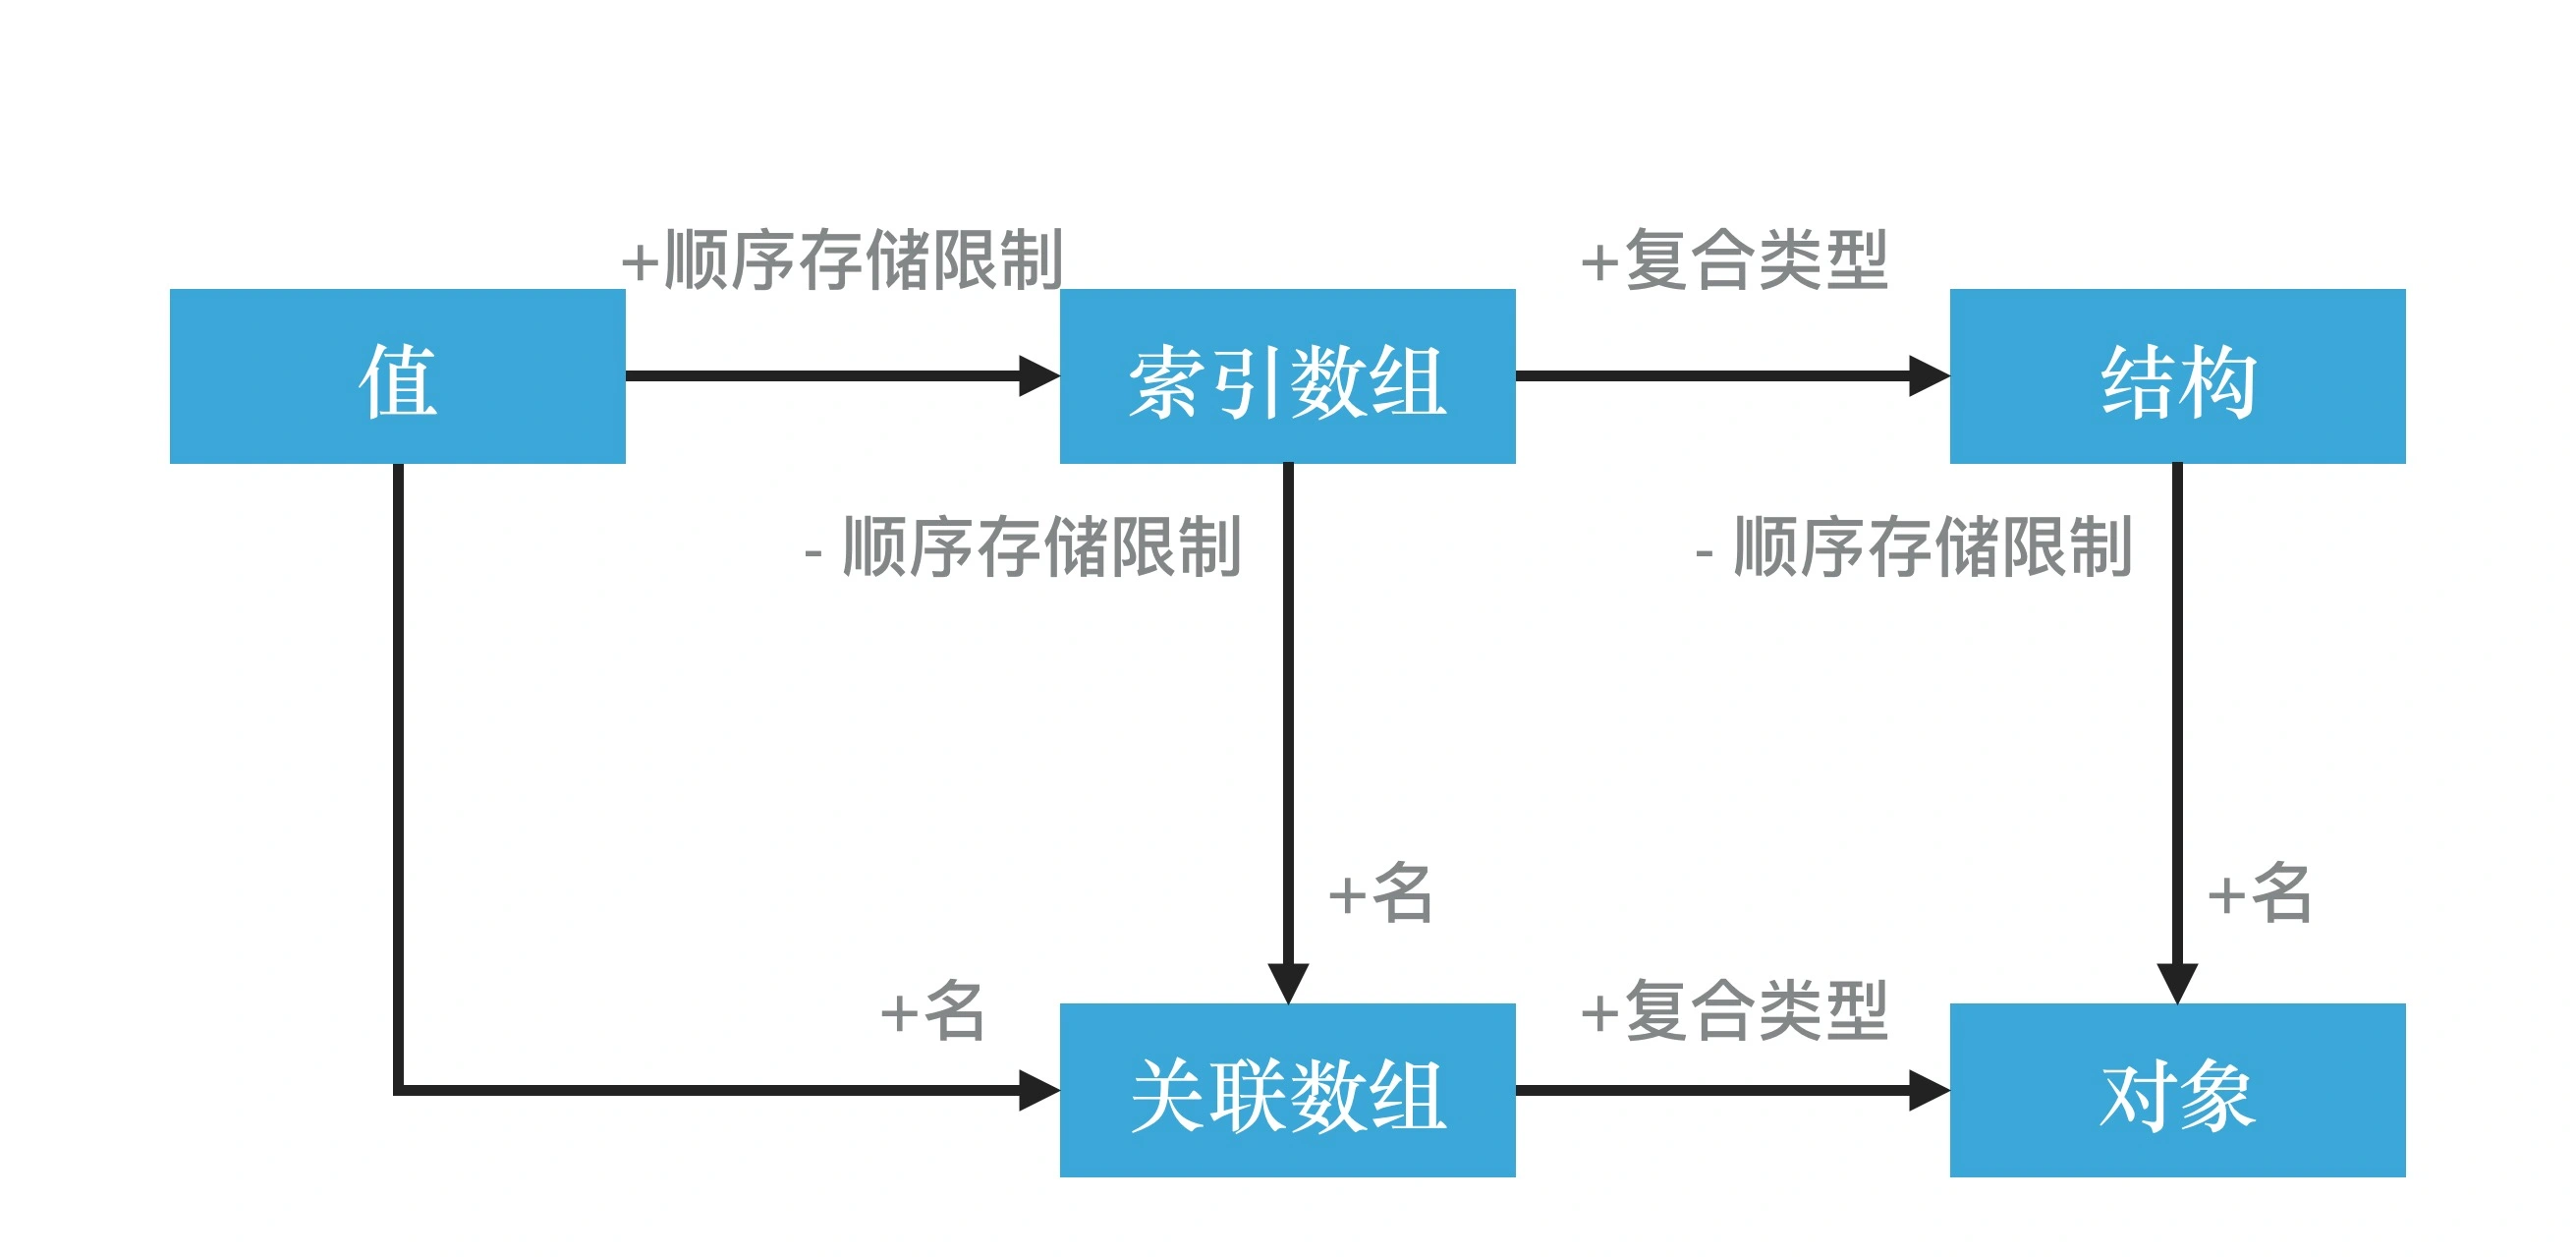 +顺序存储限制
+复合类型
值
索引数组
结构
- 顺序存储限制
- 顺序存储限制
+名
+名
+名
+复合类型
关联数组
对象